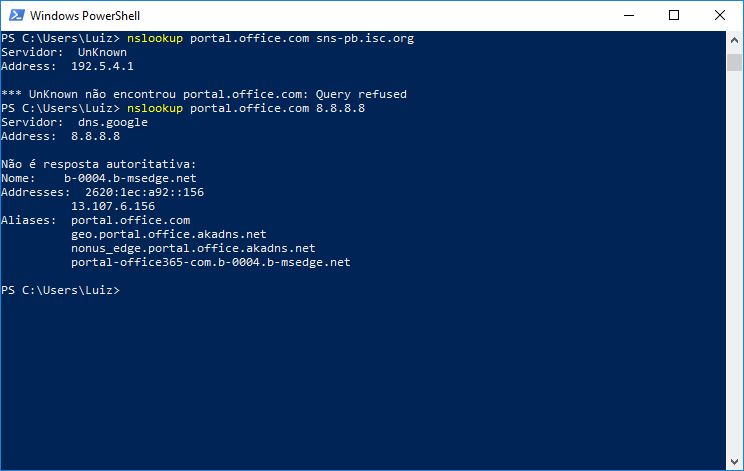 Windows PowerShell
PS C:\Users\Luiz> nslookup portal.office.com sns-pb.isc.org
Servidor:  UnKnown
Address:  192.5.4.1
*** UnKnown não encontrou portal.office.com: Query refused
PS C:\Users\Luiz> nslookup portal.office.com 8.8.8.8
Servidor:  dns.google
Address:  8.8.8.8
Não é resposta autoritativa:
Nome:    b-0004.b-msedge.net
Addresses:  2620:1ec:a92::156
          13.107.6.156
Aliases:  portal.office.com
          geo.portal.office.akadns.net
          nonus_edge.portal.office.akadns.net
          portal-office365-com.b-0004.b-msedge.net
PS C:\Users\Luiz>